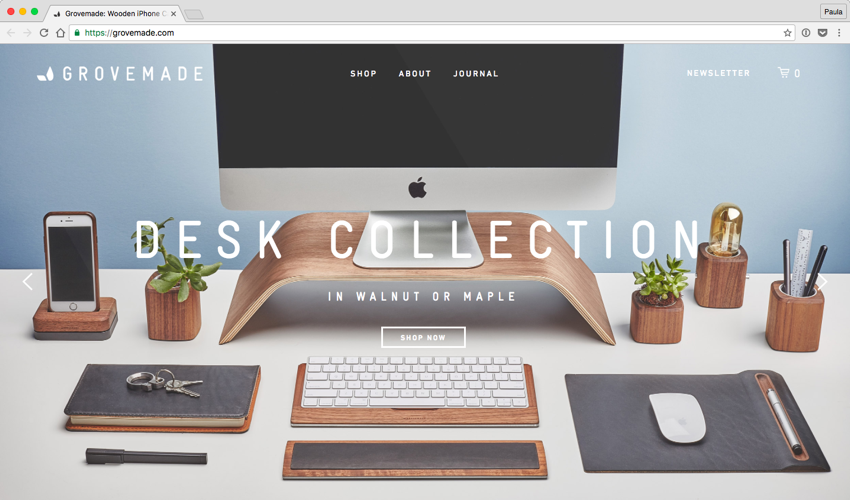 Grovemade: Wooden iPhone C
Paula
https://grovemade.com
GROVEMADE
SHOP ABOUT JOURNAL
NEWSLETTER 0
DESK COLLECTION
IN WALNUT OR MAPLE
SHOP NOW